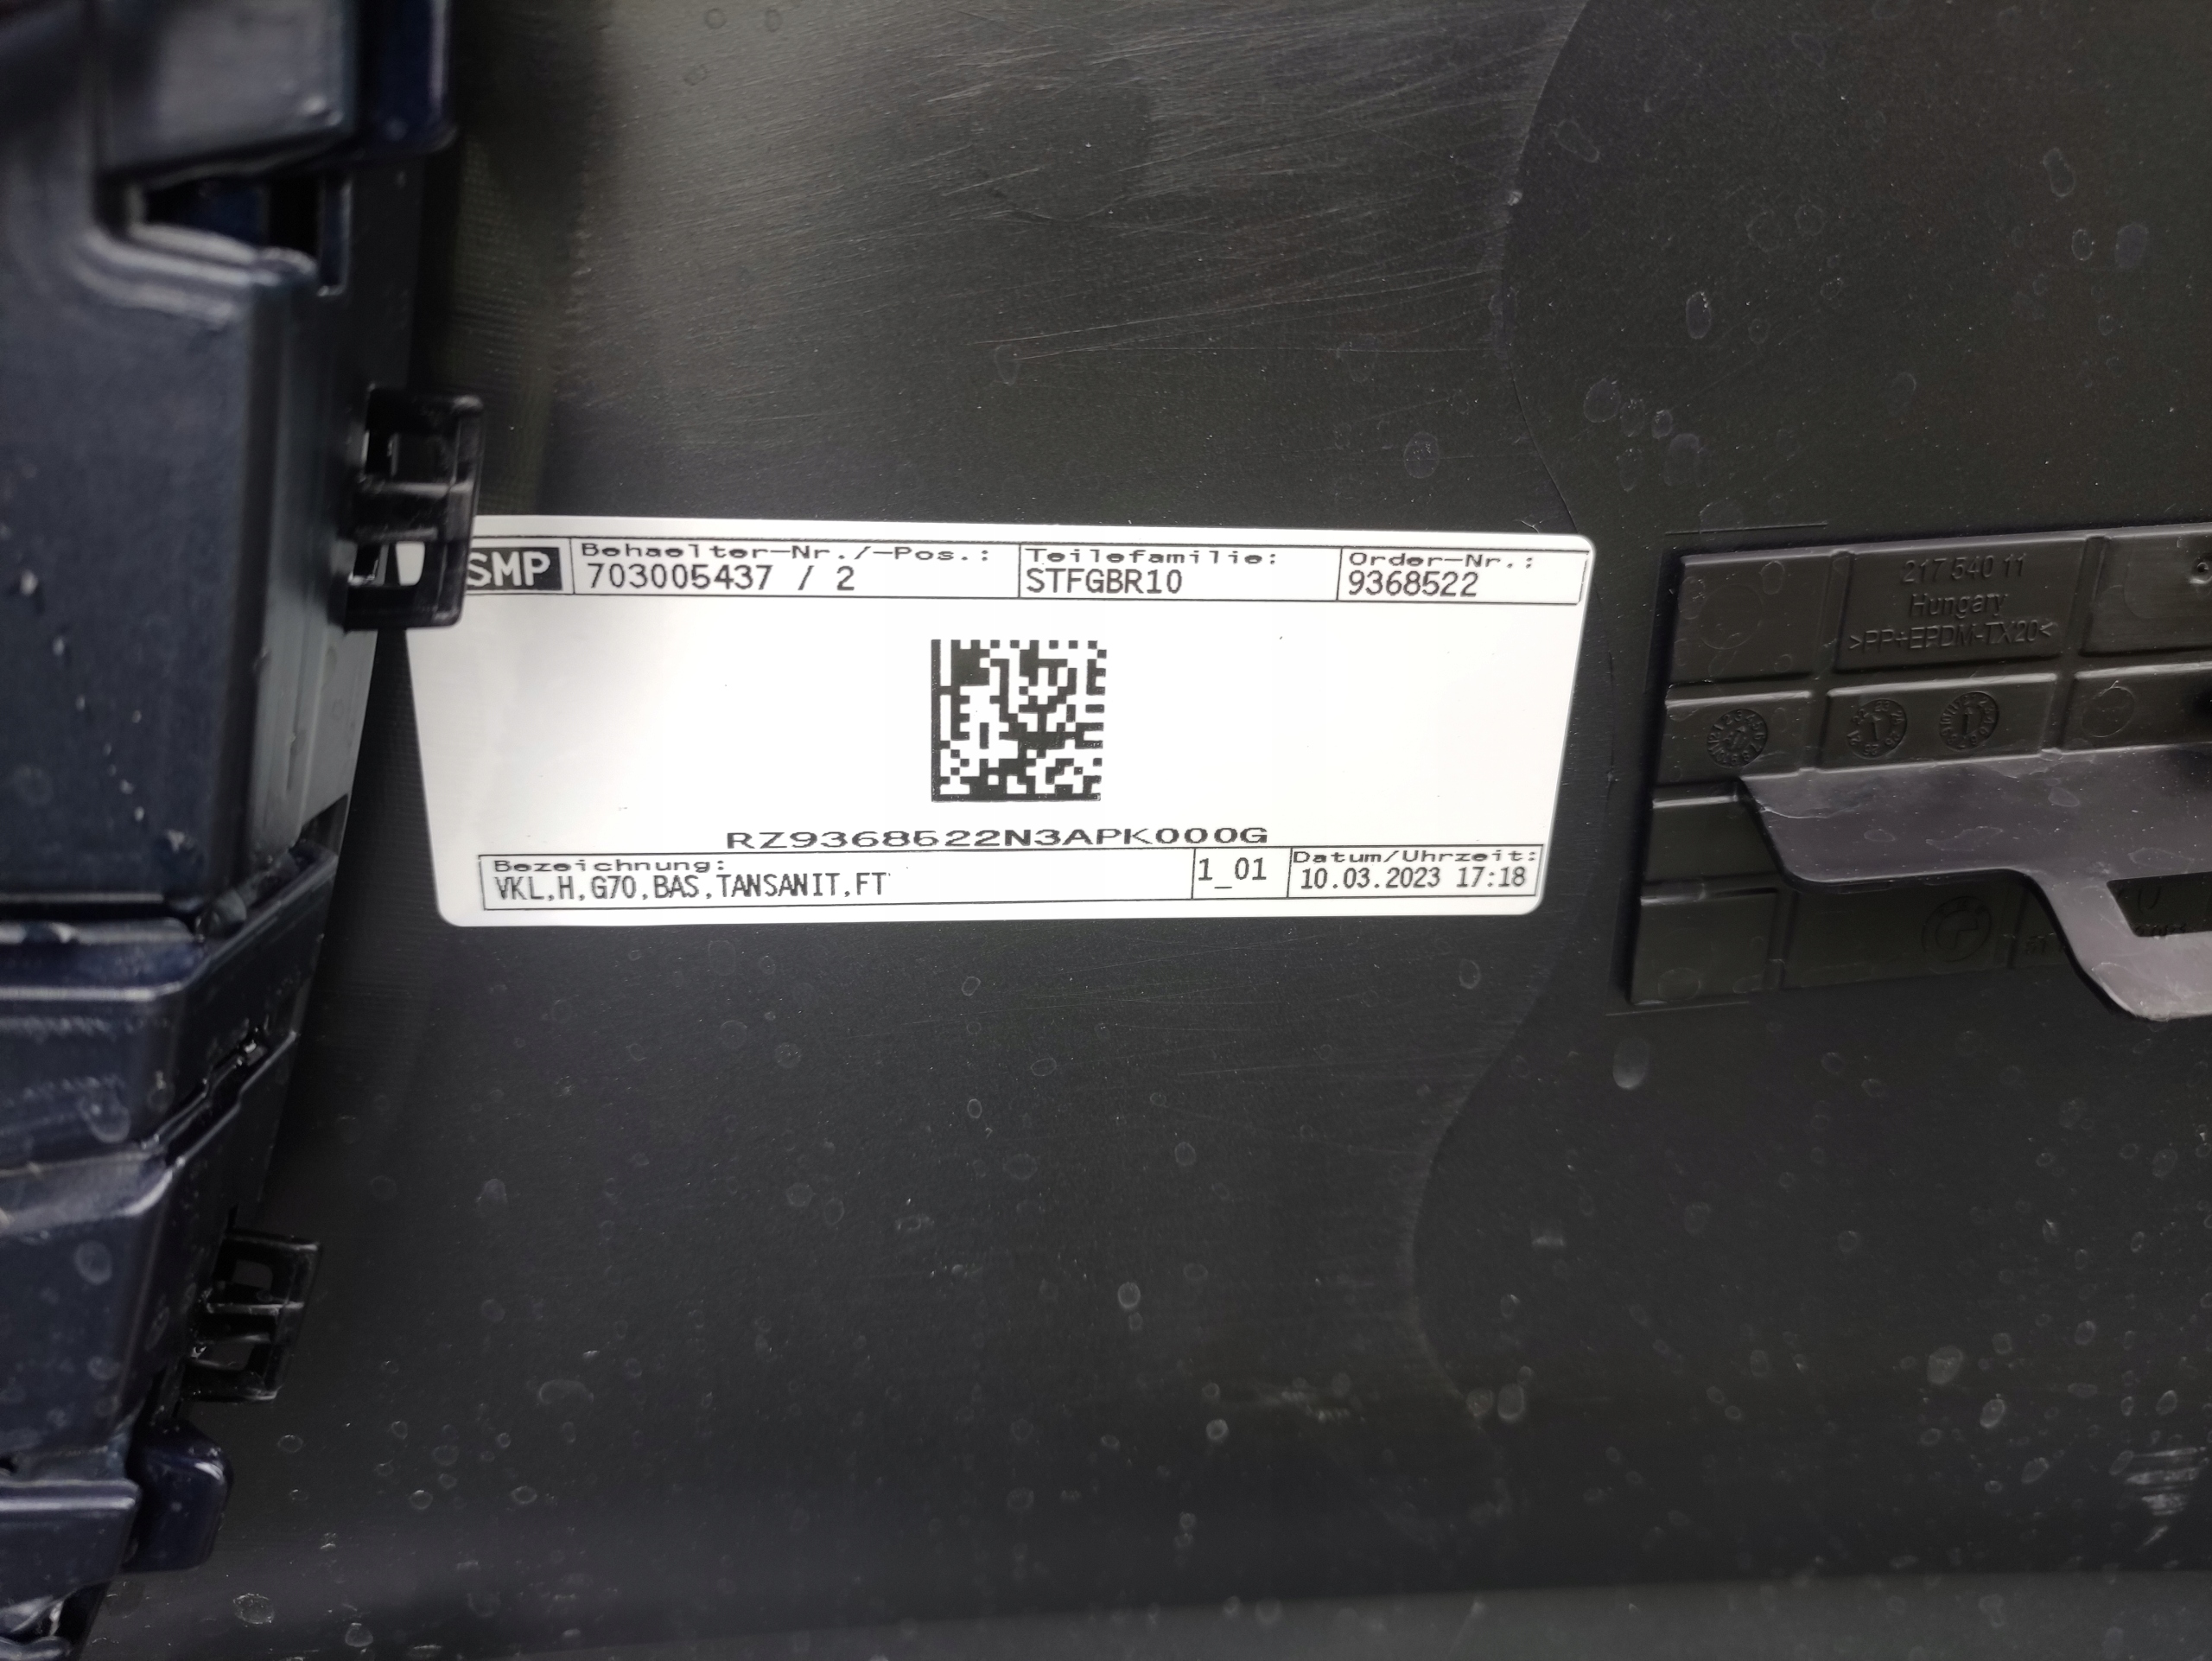 SMP
Behaelter-Nr./-Pos.:
703005437 / 2
Teilefamilie:
STFGBR10
Order-Nr.:
9368522
RZ9368522N3APK000G
Bezeichnung:
VKL,H,G70,BAS,TANSANIT,FT
1_01
Datum/Uhrzeit:
10.03.2023 17:18
217 540 11
Hungary
>PP+EPDM-TX20<